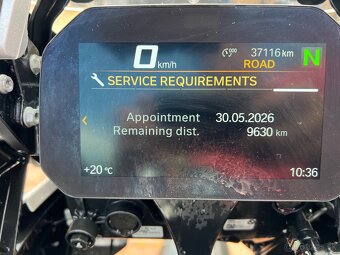 0 km/h
37116 km
ROAD
N
SERVICE REQUIREMENTS
Appointment 30.05.2026
Remaining dist. 9630 km
+20 °C
10:36